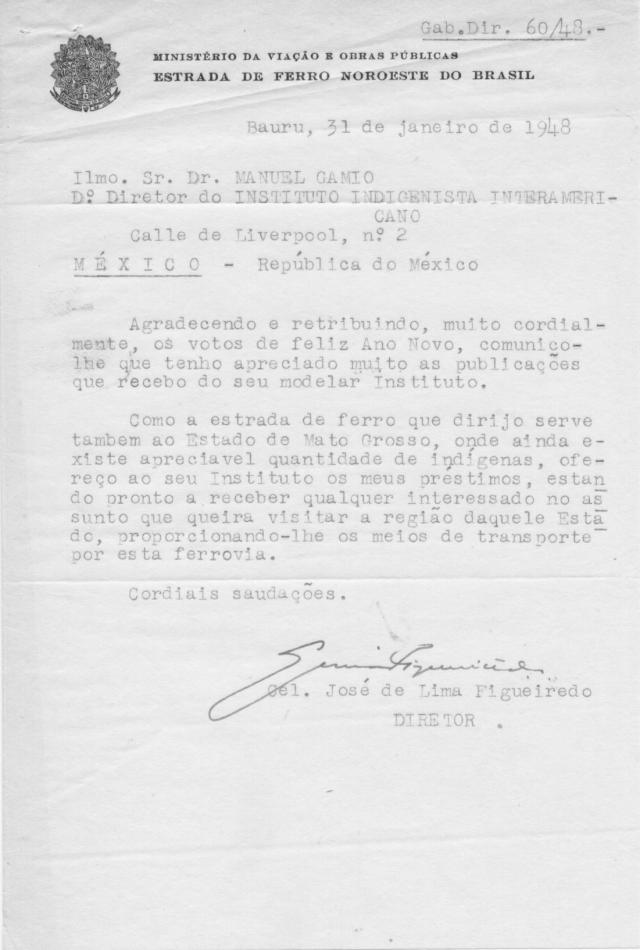 Gab.Dir. 60/48.-
MINISTÉRIO DA VIAÇÃO E OBRAS PÚBLICAS
ESTRADA DE FERRO NOROESTE DO BRASIL
Bauru, 31 de janeiro de 1948
Ilmo. Sr. Dr. MANUEL GAMIO
Dº Diretor do INSTITUTO INDIGENISTA INTERAMERI-
CANO
Calle de Liverpool, nº 2
MÉXICO - República do México
Agradecendo e retribuindo, muito cordial-
mente, os votos de feliz Ano Novo, comunico-
lhe que tenho apreciado muito as publicações
que recebo do seu modelar Instituto.
Como a estrada de ferro que dirijo serve
tambem ao Estado de Mato Grosso, onde ainda e-
xiste apreciavel quantidade de indígenas, ofe-
reço ao seu Instituto os meus préstimos, estan
do pronto a receber qualquer interessado no as
sunto que queira visitar a região daquele Esta
do, proporcionando-lhe os meios de transporte
por esta ferrovia.
Cordiais saudações.
Cel. José de Lima Figueiredo
DIRETOR .